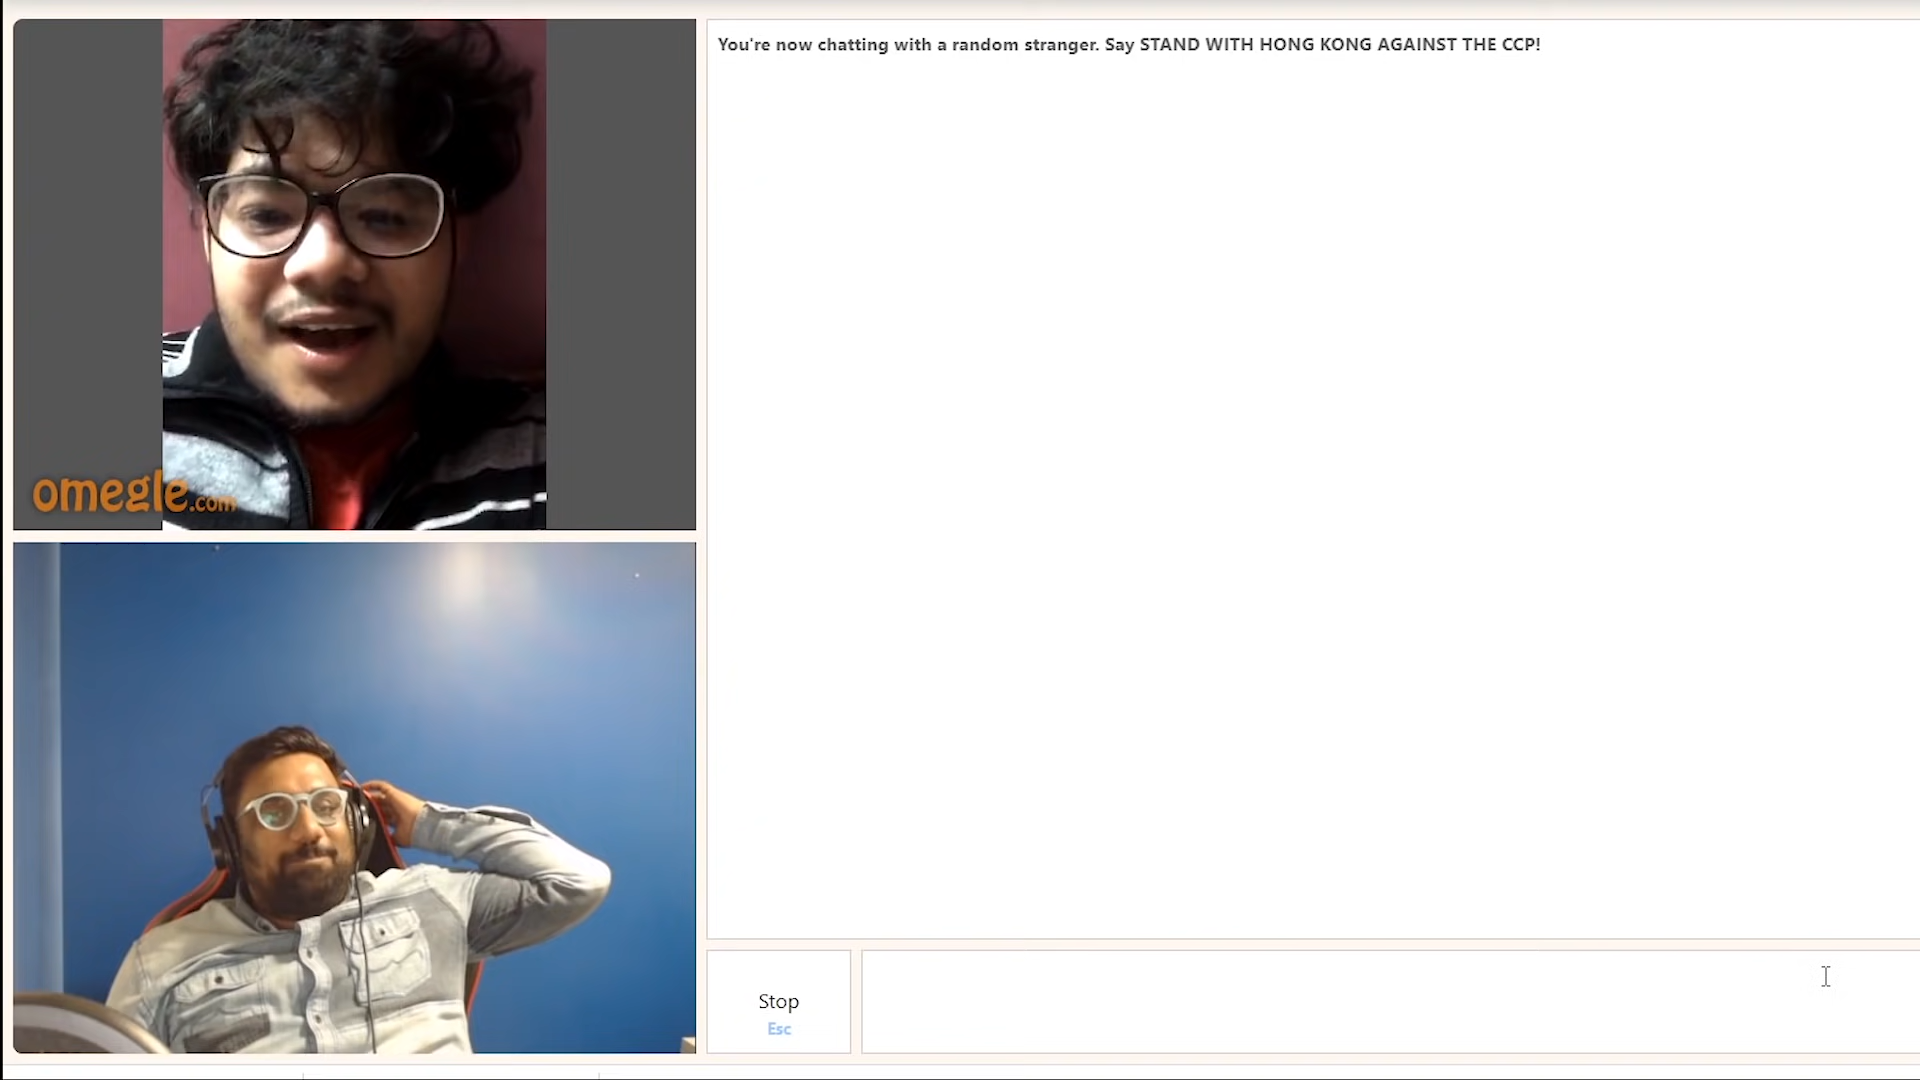 You're now chatting with a random stranger. Say STAND WITH HONG KONG AGAINST THE CCP!
omegle.com
Stop
Esc